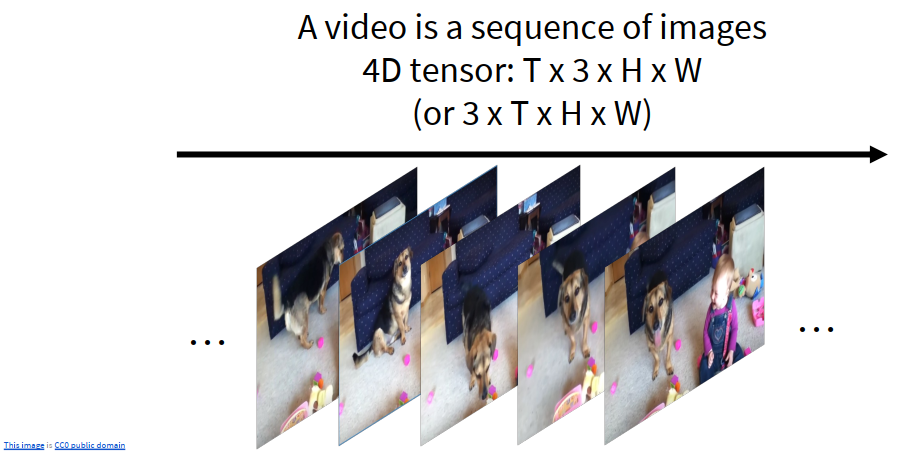 A video is a sequence of images
4D tensor: T x 3 x H x W
(or 3 x T x H x W)
... ...
This image is CC0 public domain